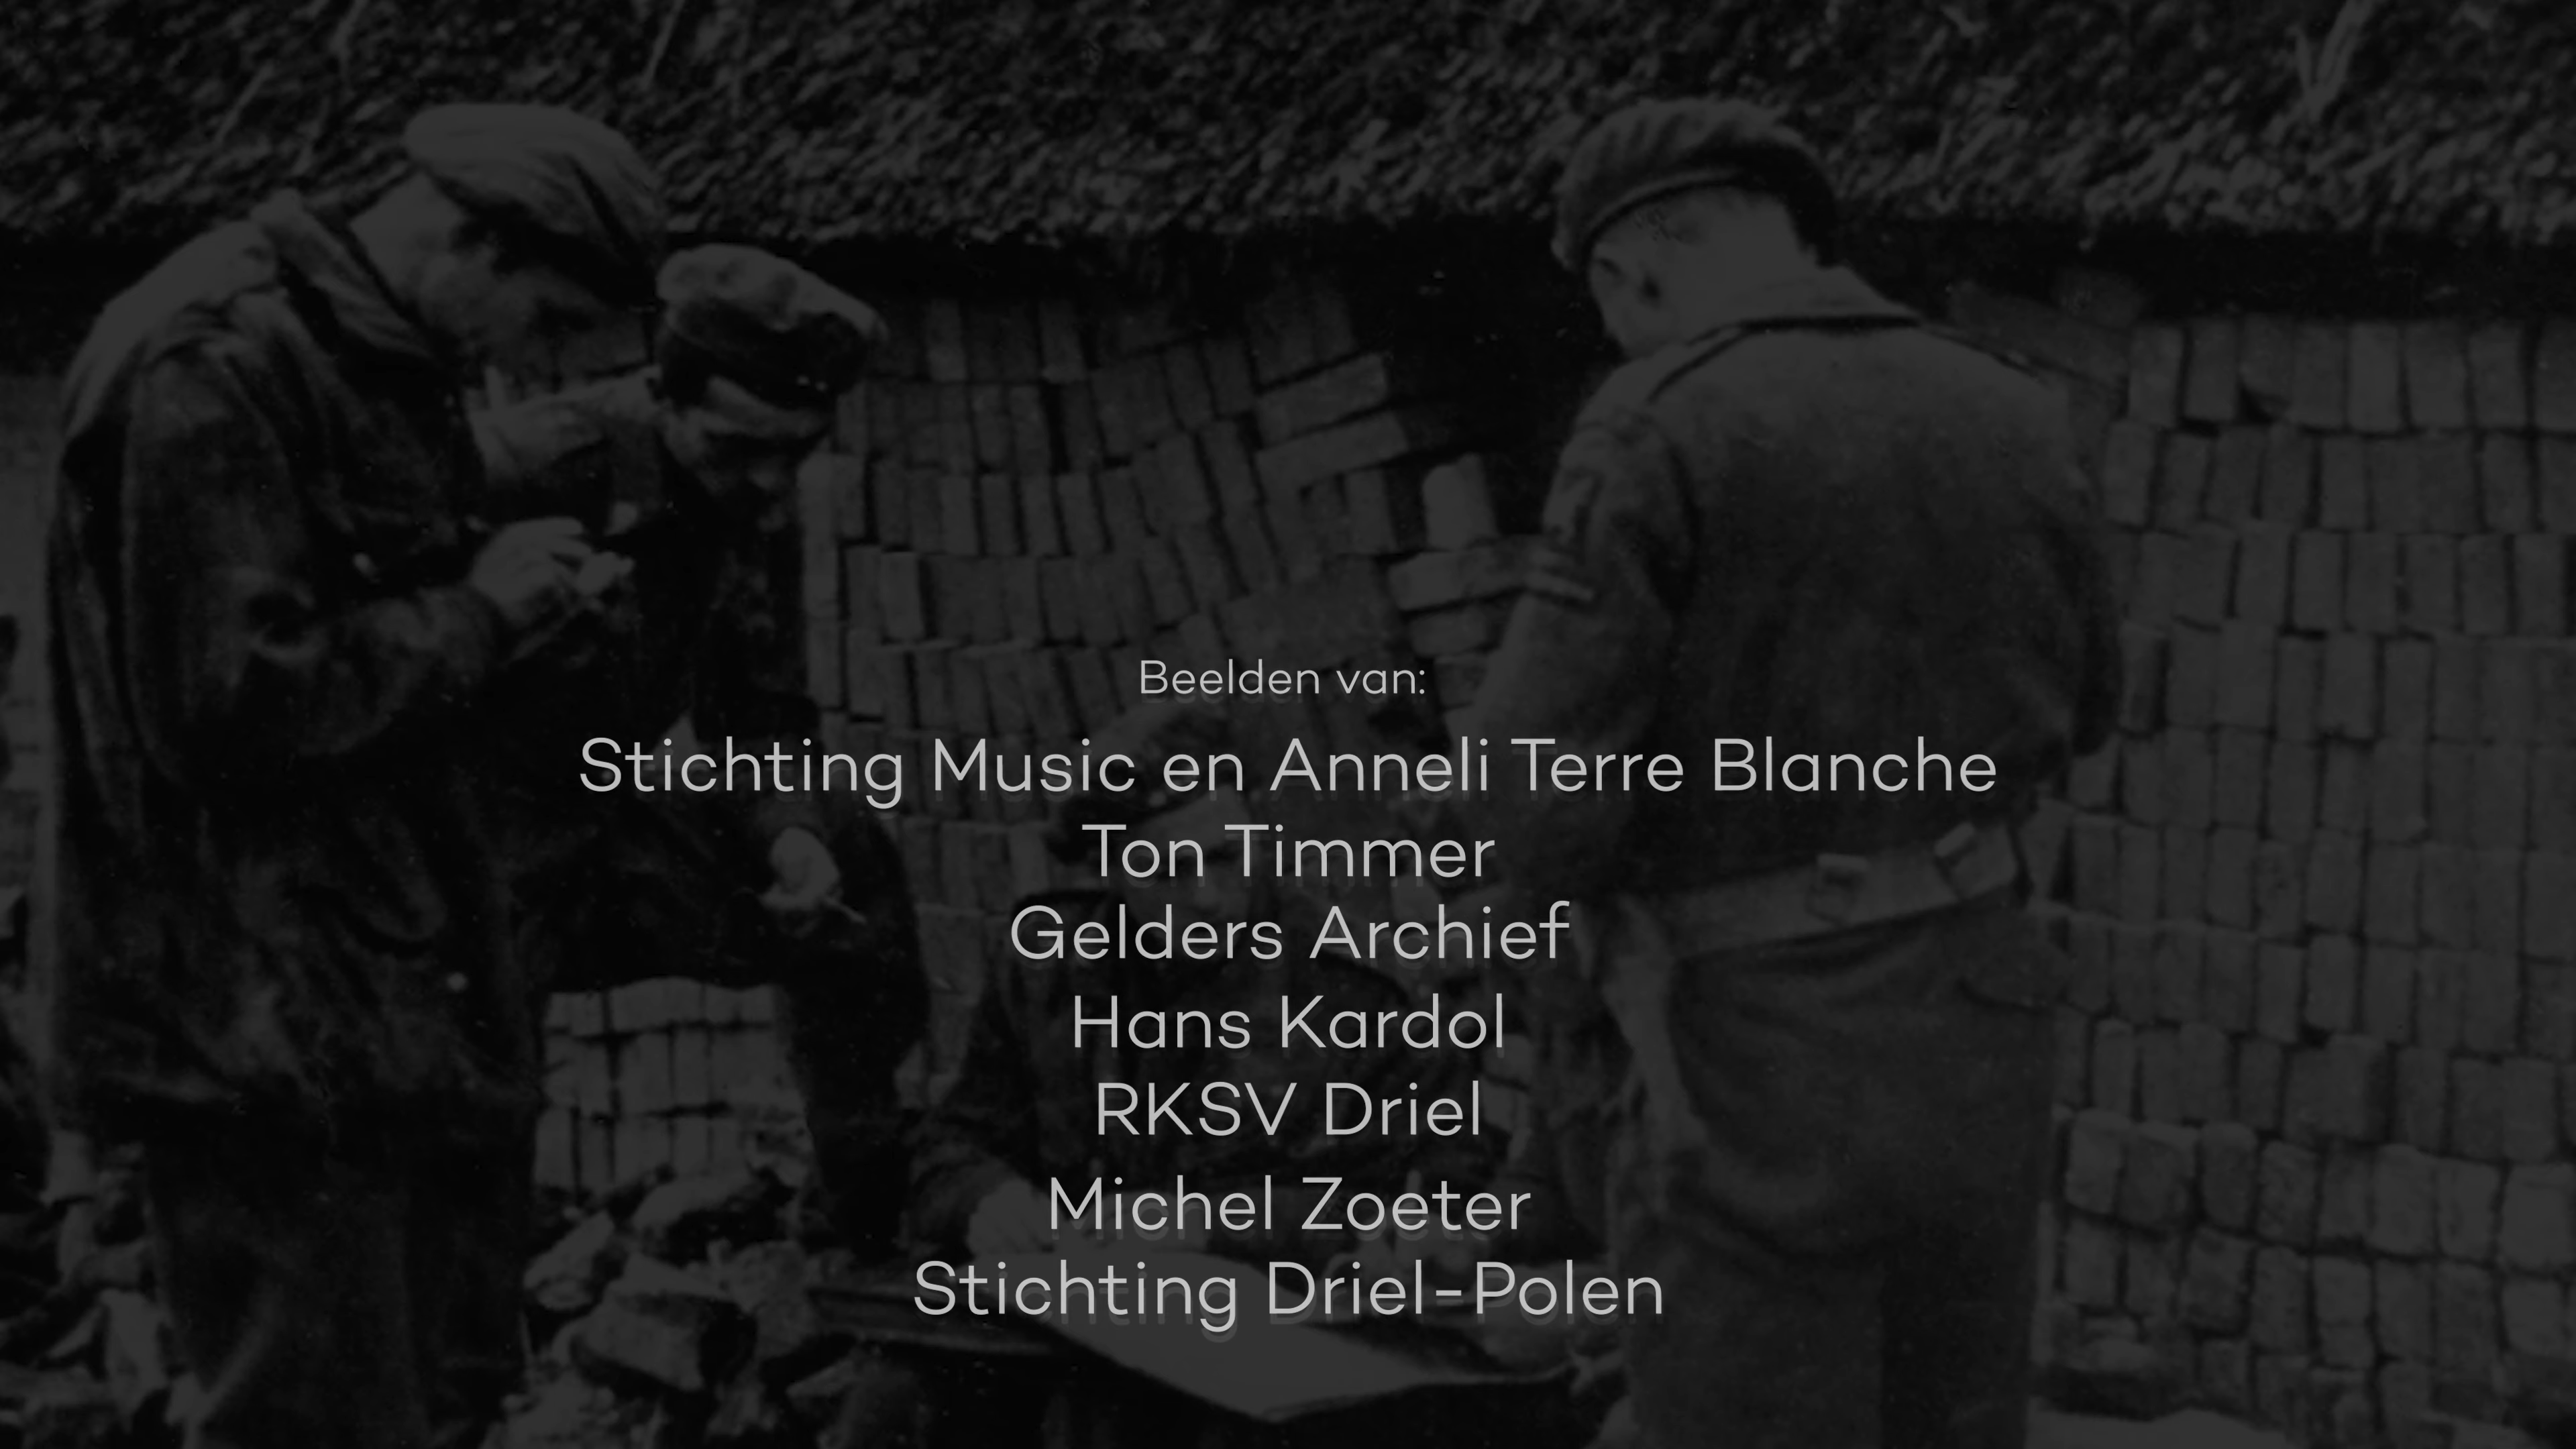 Beelden van:
Stichting Music en Anneli Terre Blanche
Ton Timmer
Gelders Archief
Hans Kardol
RKSV Driel
Michel Zoeter
Stichting Driel-Polen